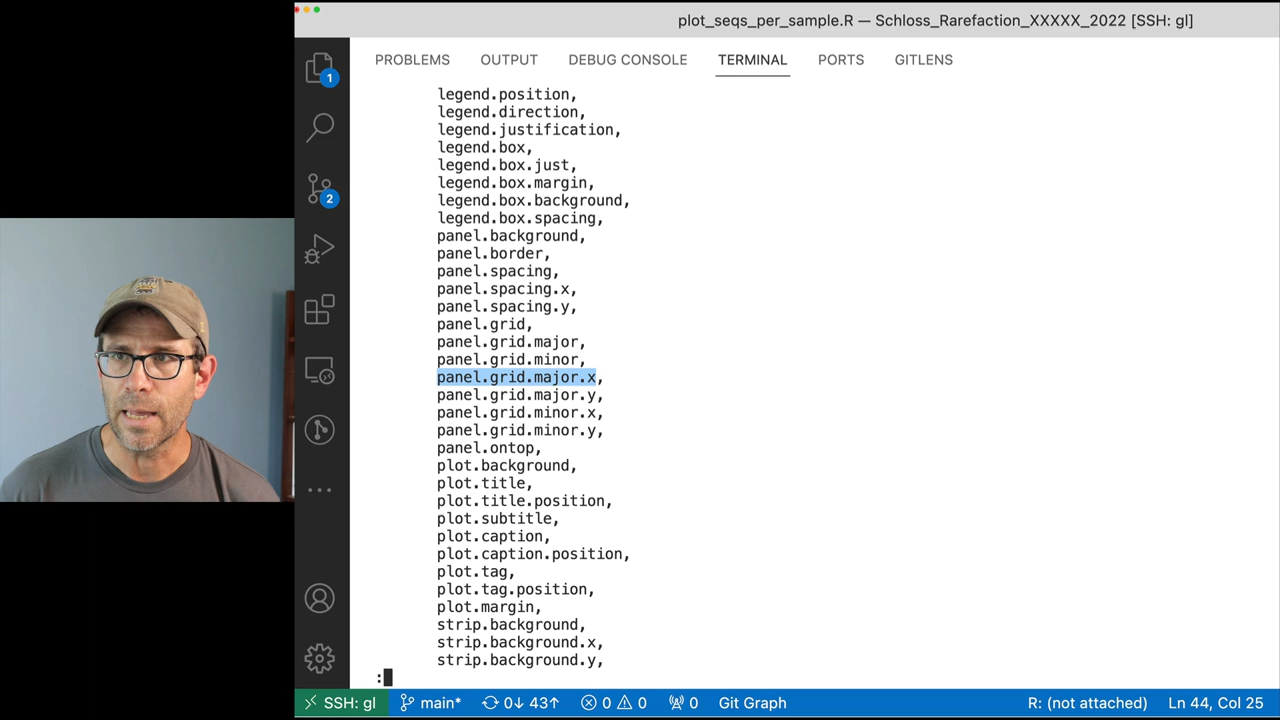 plot_seqs_per_sample.R — Schloss_Rarefaction_XXXXX_2022 [SSH: gl]
PROBLEMS OUTPUT DEBUG CONSOLE TERMINAL PORTS GITLENS
1
2
legend.position,
legend.direction,
legend.justification,
legend.box,
legend.box.just,
legend.box.margin,
legend.box.background,
legend.box.spacing,
panel.background,
panel.border,
panel.spacing,
panel.spacing.x,
panel.spacing.y,
panel.grid,
panel.grid.major,
panel.grid.minor,
panel.grid.major.x,
panel.grid.major.y,
panel.grid.minor.x,
panel.grid.minor.y,
panel.ontop,
plot.background,
plot.title,
plot.title.position,
plot.subtitle,
plot.caption,
plot.caption.position,
plot.tag,
plot.tag.position,
plot.margin,
strip.background,
strip.background.x,
strip.background.y,
:
SSH: gl main* 0↓ 43↑ 0 0 0 Git Graph R: (not attached) Ln 44, Col 25